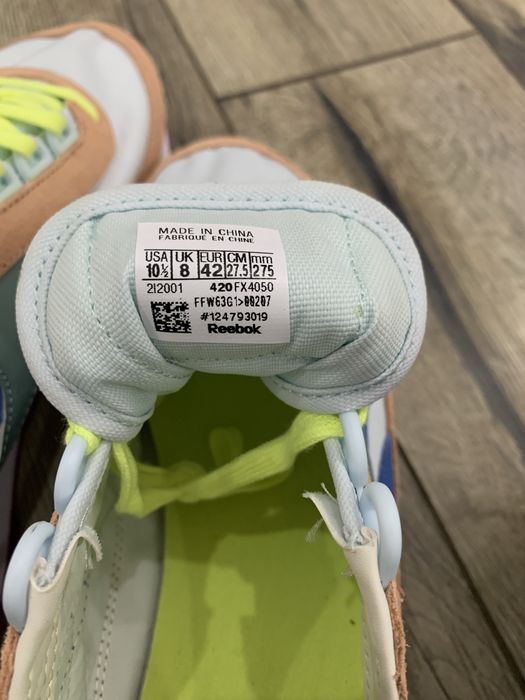 MADE IN CHINA
FABRIQUÉ EN CHINE
USA UK EUR CM mm
10½ 8 42 27.5 275
212001 420 FX4050
FFW63G1>00207
#124793019
Reebok